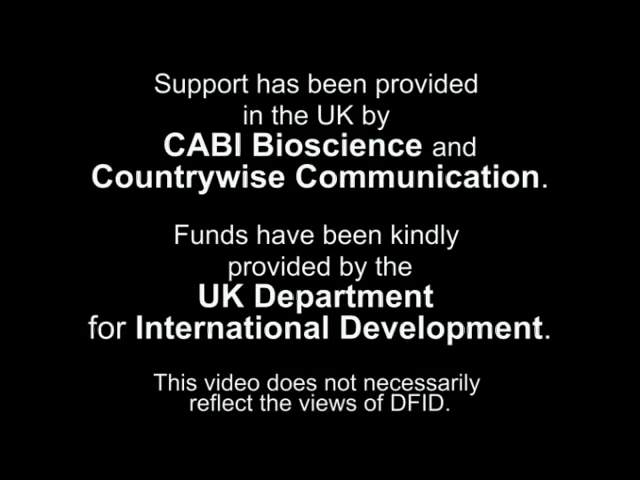 Support has been provided
in the UK by
CABI Bioscience and
Countrywise Communication.
Funds have been kindly
provided by the
UK Department
for International Development.
This video does not necessarily
reflect the views of DFID.